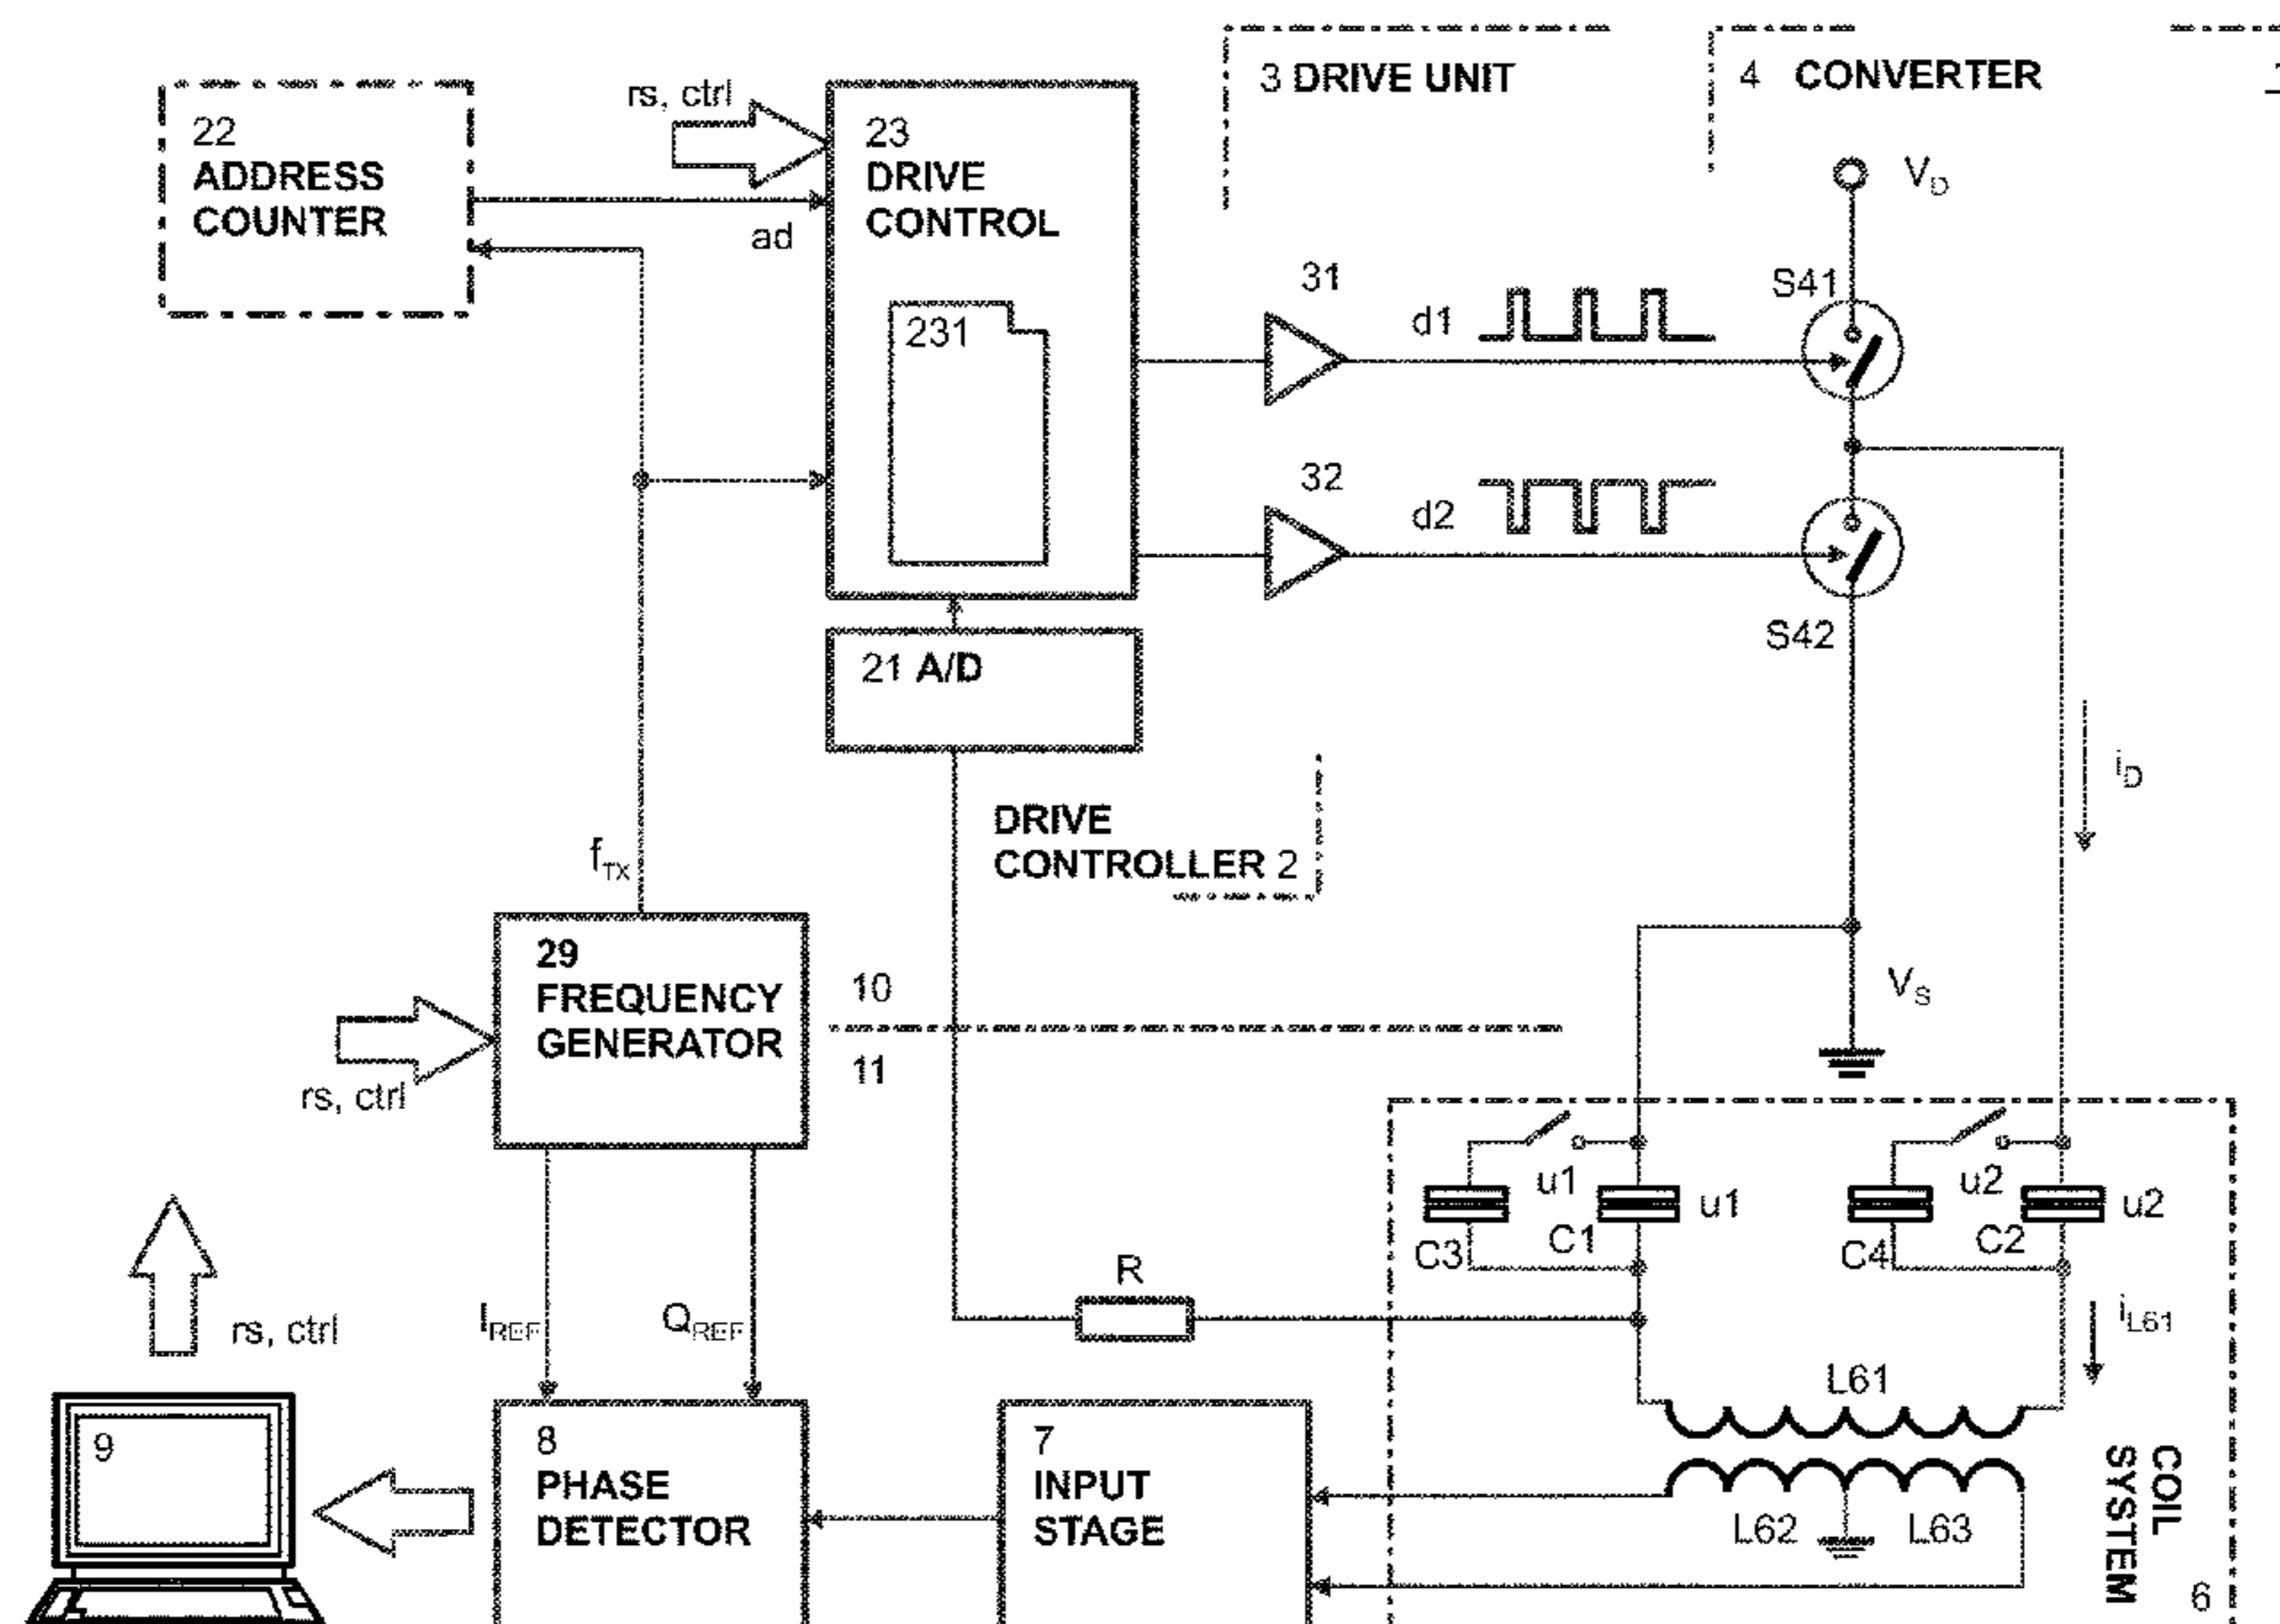 3 DRIVE UNIT
4 CONVERTER
rs, ctrl
22
ADDRESS
COUNTER
23
DRIVE
CONTROL
V_D
ad
S41
31
d1
231
32
d2
S42
21 A/D
i_D
DRIVE
CONTROLLER 2
f_TX
29
FREQUENCY
GENERATOR
10
V_S
11
rs, ctrl
u1
u1
u2
u2
C3
C1
C4
C2
R
I_REF
Q_REF
rs, ctrl
i_L61
L61
9
8
PHASE
DETECTOR
7
INPUT
STAGE
L62
L63
COIL
SYSTEM
6